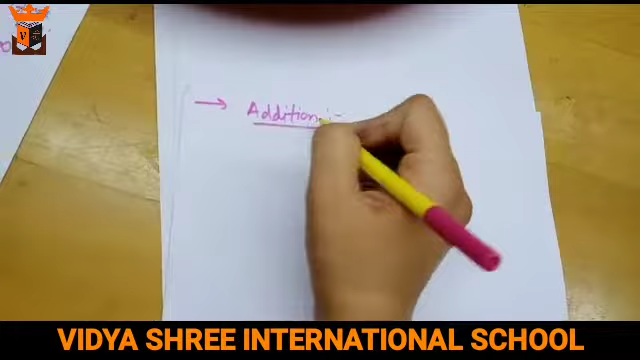 → Addition :-
VIDYA SHREE INTERNATIONAL SCHOOL